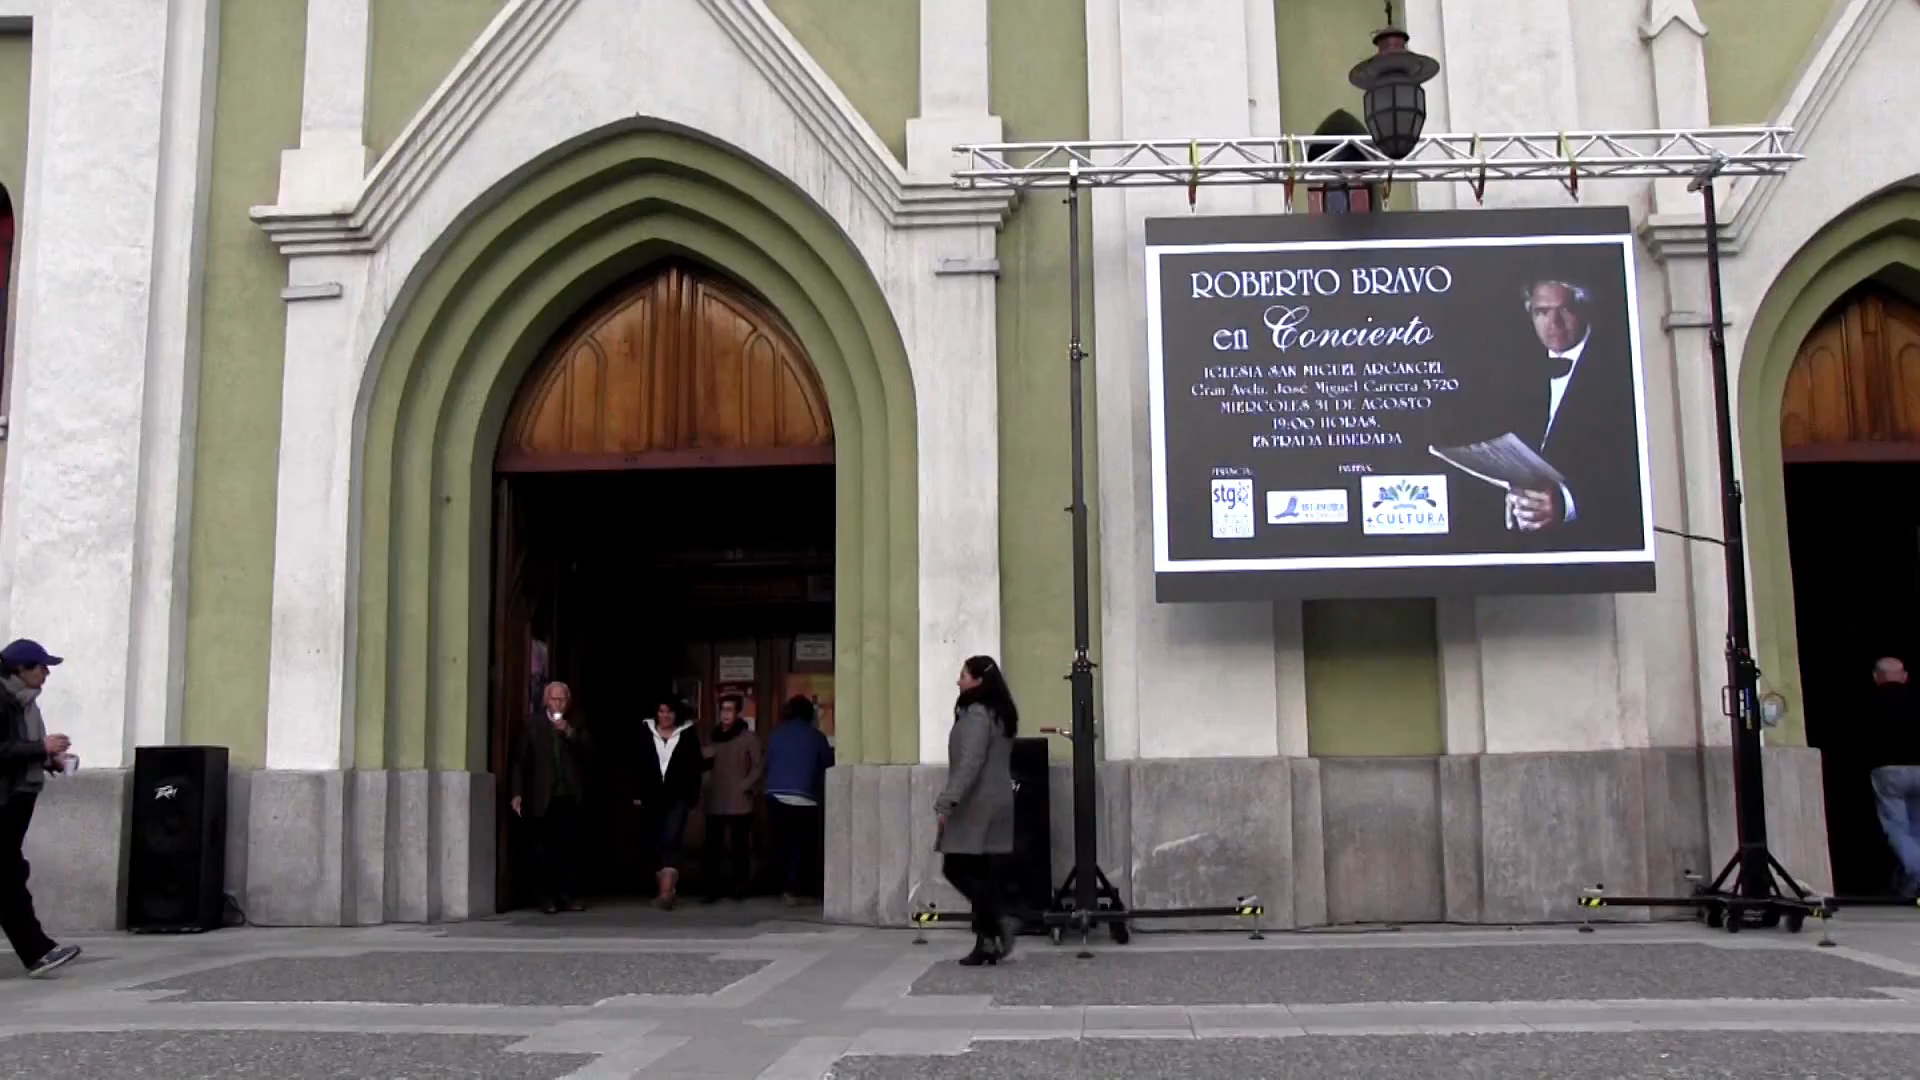 ROBERTO BRAVO
en Concierto
IGLESIA SAN MIGUEL ARCANGEL
Gran Avda. José Miguel Carrera 3520
MIERCOLES 31 DE AGOSTO
19:00 HORAS.
ENTRADA LIBERADA
stg
+CULTURA